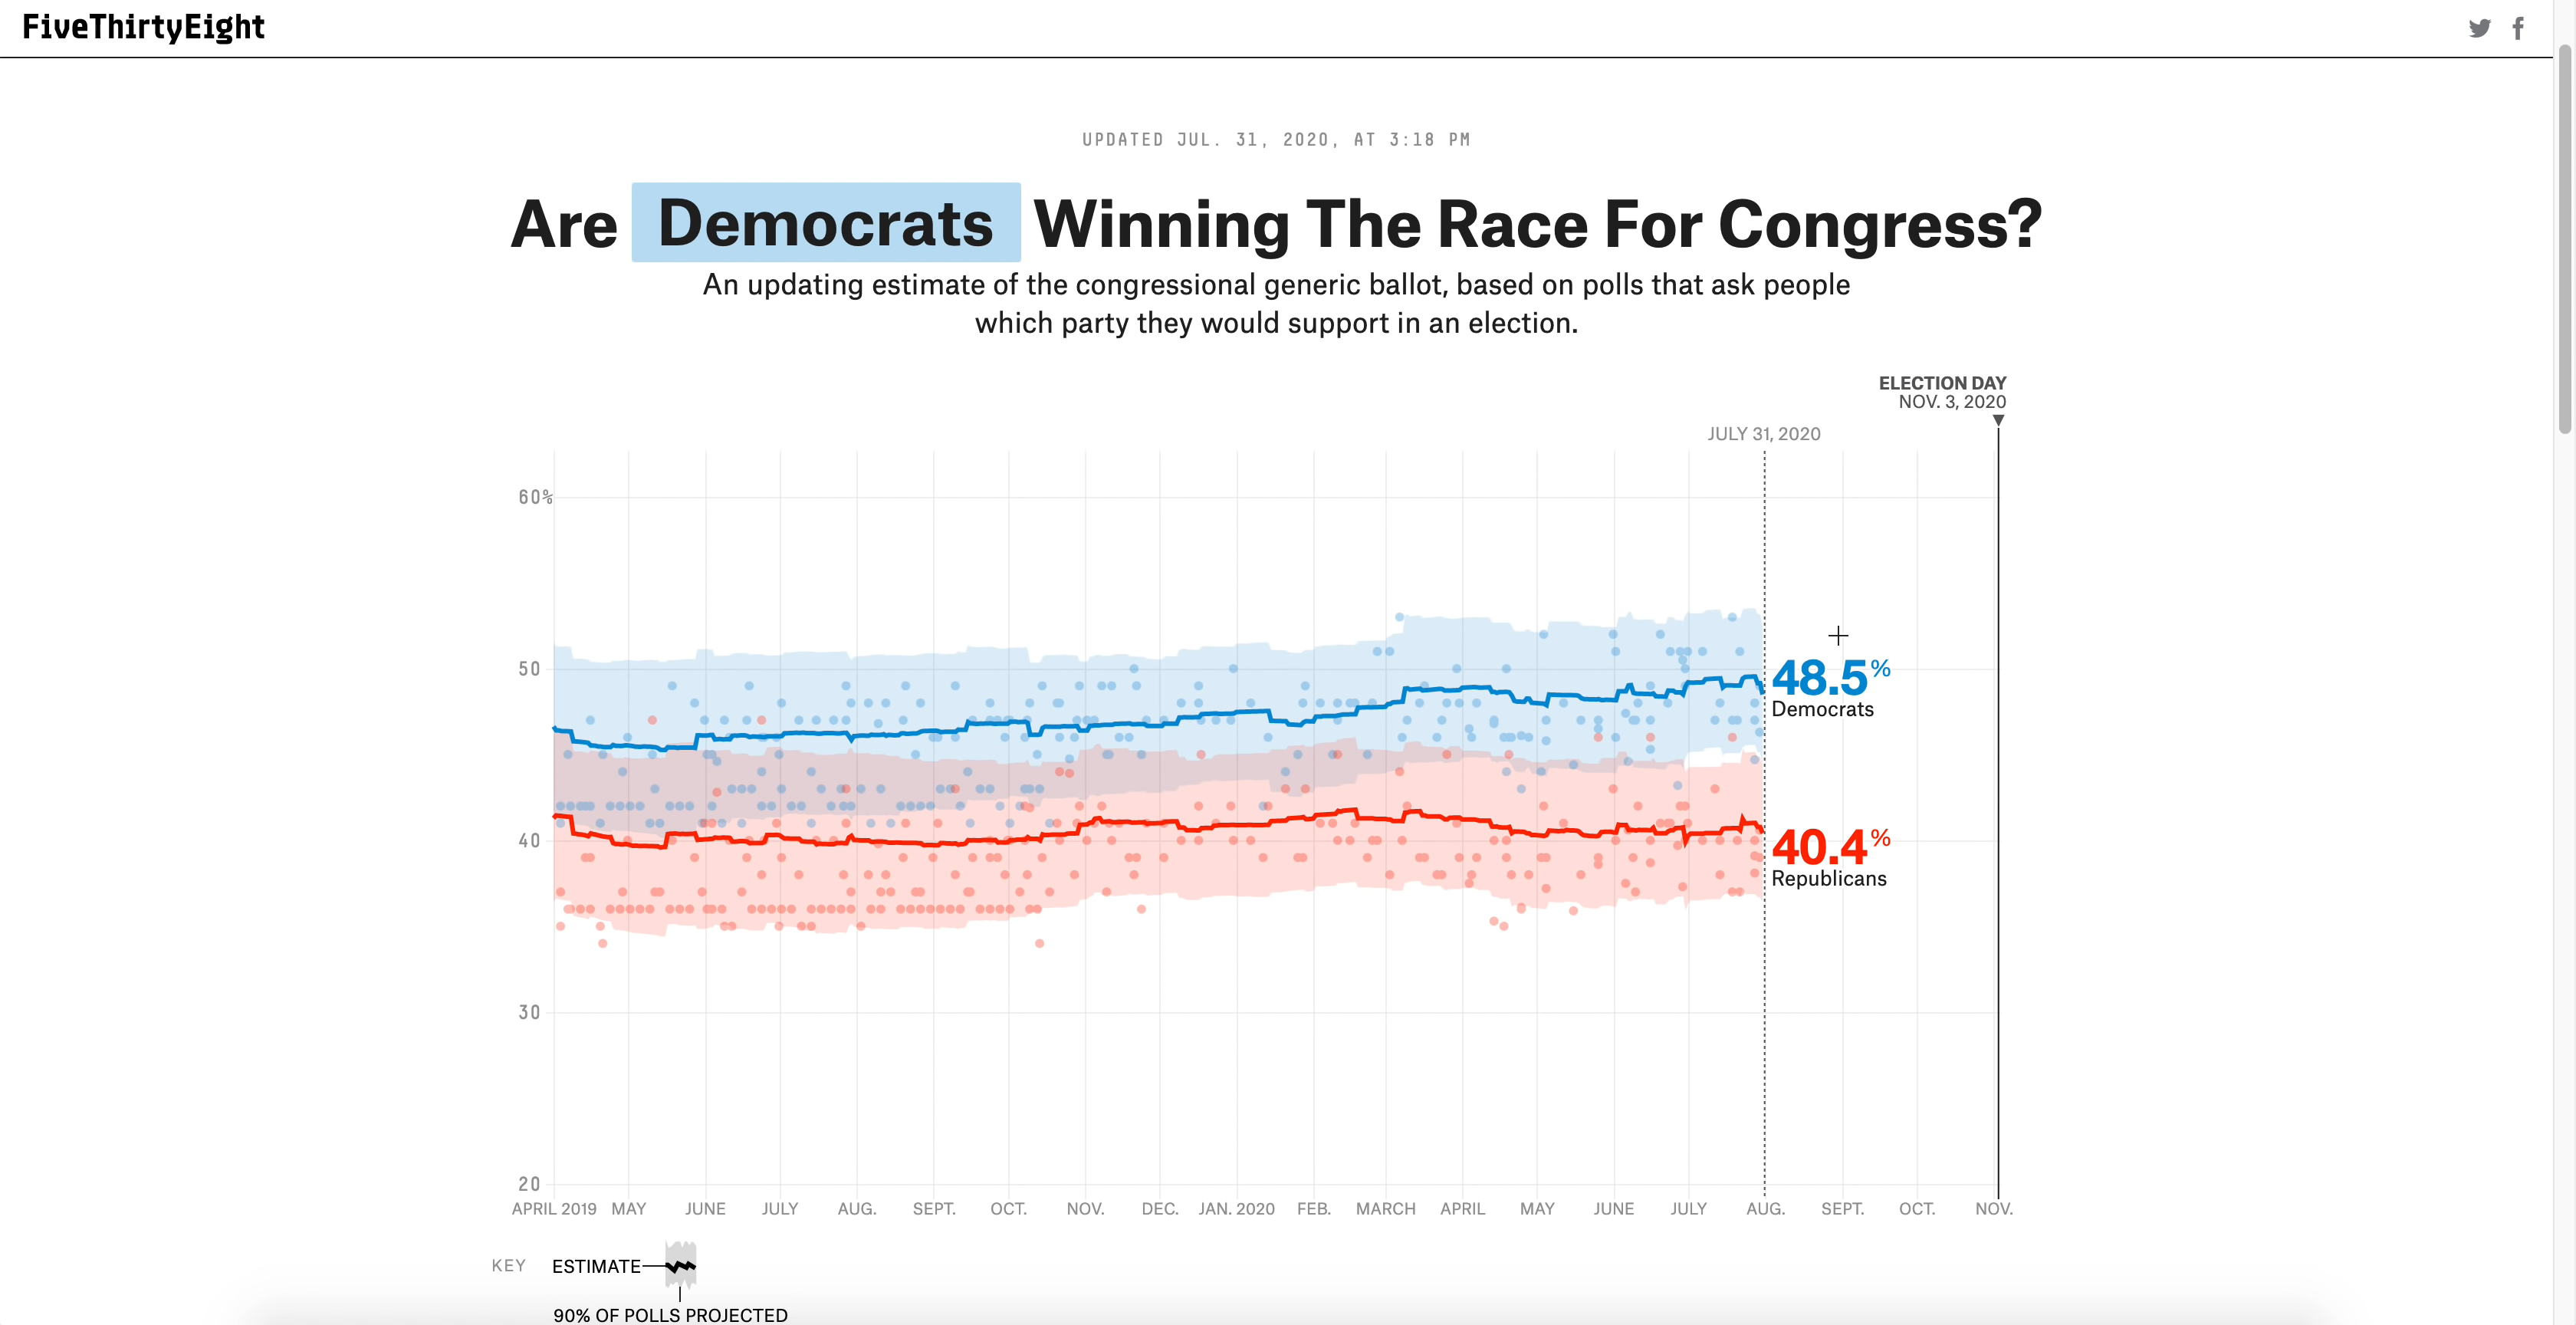 FiveThirtyEight
UPDATED JUL. 31, 2020, AT 3:18 PM
Are Democrats Winning The Race For Congress?
An updating estimate of the congressional generic ballot, based on polls that ask people
which party they would support in an election.
ELECTION DAY
NOV. 3, 2020
JULY 31, 2020
60%
50
48.5%
Democrats
40
40.4%
Republicans
30
20
APRIL 2019 MAY JUNE JULY AUG. SEPT. OCT. NOV. DEC. JAN. 2020 FEB. MARCH APRIL MAY JUNE JULY AUG. SEPT. OCT. NOV.
KEY ESTIMATE
90% OF POLLS PROJECTED